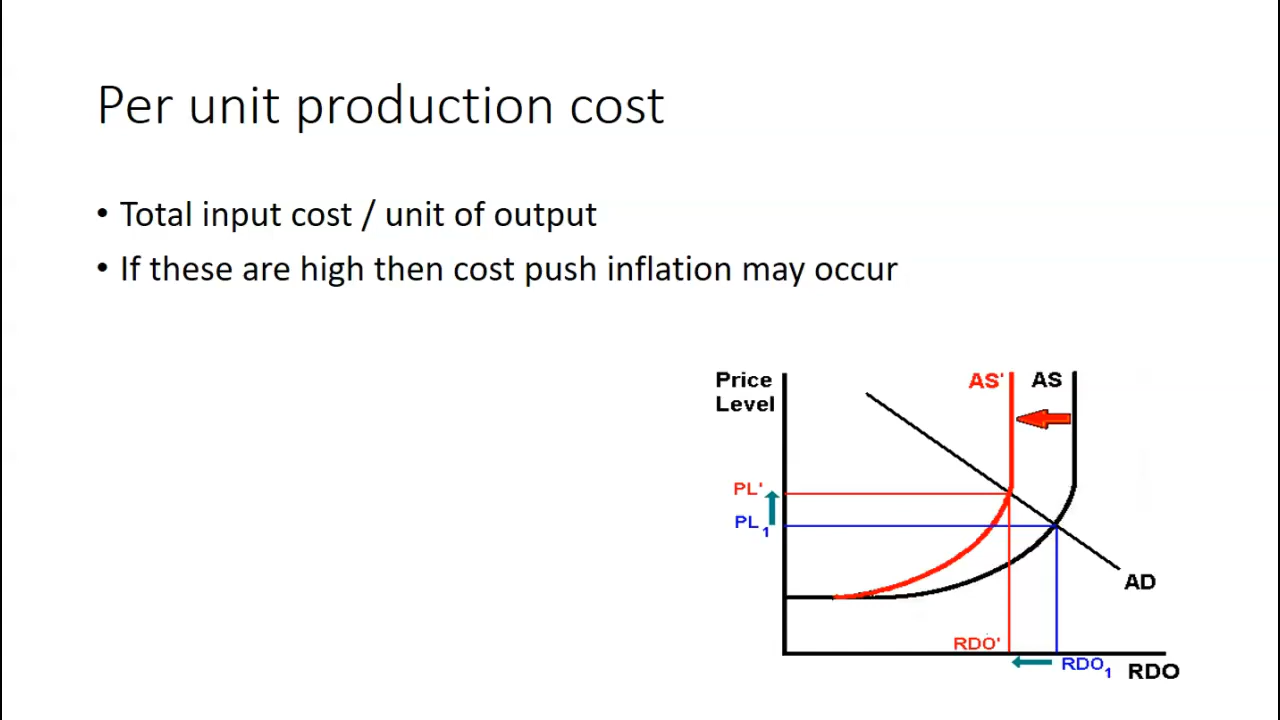 Per unit production cost
• Total input cost / unit of output
• If these are high then cost push inflation may occur
Price
Level
AS' AS
PL'
PL1
AD
RDO'
RDO1 RDO